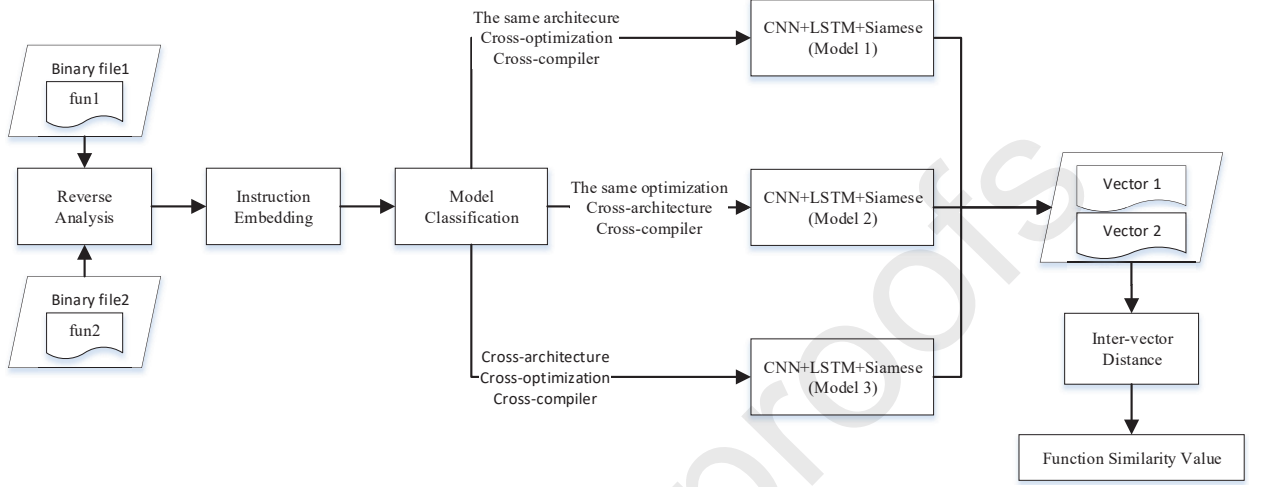 Binary file1
fun1
Reverse
Analysis
Binary file2
fun2
Instruction
Embedding
Model
Classification
The same architecure
Cross-optimization
Cross-compiler
The same optimization
Cross-architecture
Cross-compiler
Cross-architecture
Cross-optimization
Cross-compiler
CNN+LSTM+Siamese
(Model 1)
CNN+LSTM+Siamese
(Model 2)
CNN+LSTM+Siamese
(Model 3)
Vector 1
Vector 2
Inter-vector
Distance
Function Similarity Value
proofs